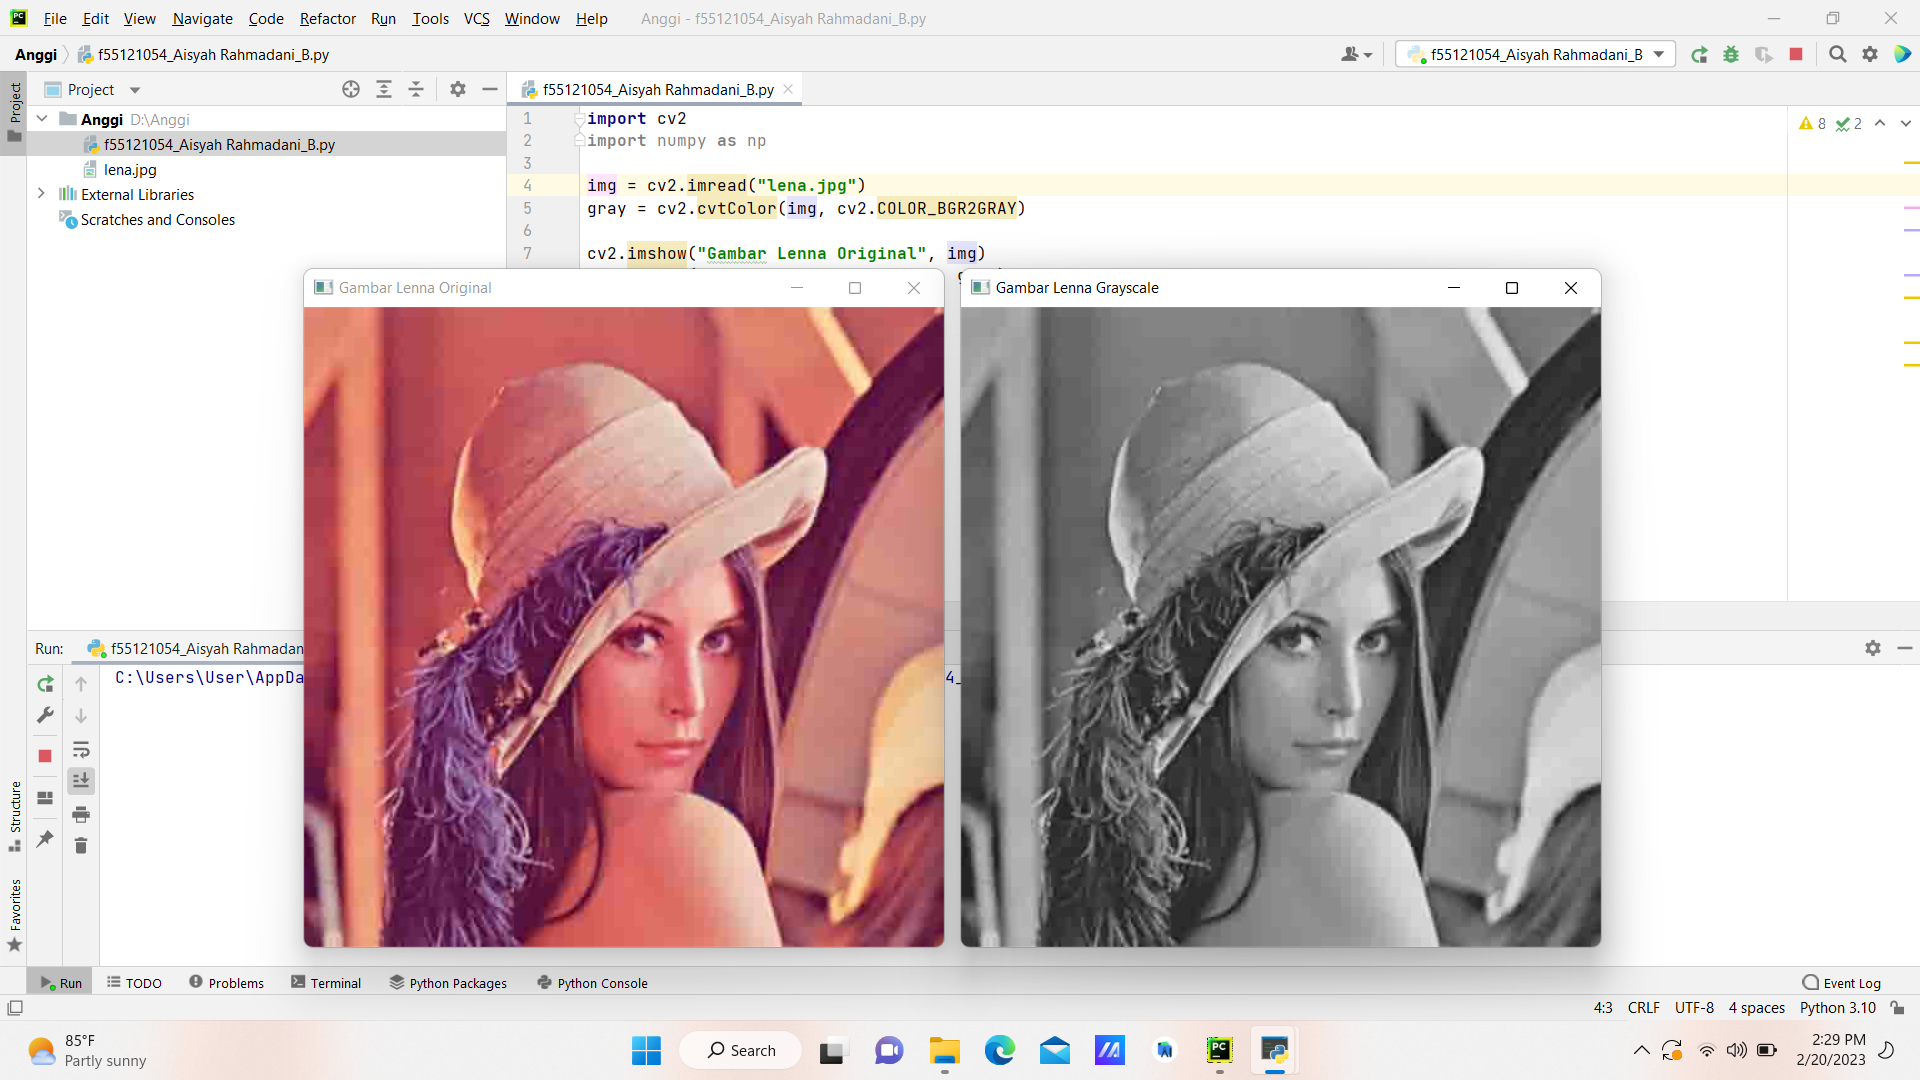 File Edit View Navigate Code Refactor Run Tools VCS Window Help Anggi - f55121054_Aisyah Rahmadani_B.py
Anggi f55121054_Aisyah Rahmadani_B.py f55121054_Aisyah Rahmadani_B
Project Project f55121054_Aisyah Rahmadani_B.py
Anggi D:\Anggi
f55121054_Aisyah Rahmadani_B.py
lena.jpg
External Libraries
Scratches and Consoles
8 2
1 import cv2
2 import numpy as np
3
4 img = cv2.imread("lena.jpg")
5 gray = cv2.cvtColor(img, cv2.COLOR_BGR2GRAY)
6
7 cv2.imshow("Gambar Lenna Original", img)
Gambar Lenna Original
Gambar Lenna Grayscale
Run: f55121054_Aisyah Rahmadan
C:\Users\User\AppDa 4_
Structure
Favorites
Run TODO Problems Terminal Python Packages Python Console Event Log
4:3 CRLF UTF-8 4 spaces Python 3.10
85°F
Partly sunny
Search
PC
2:29 PM
2/20/2023